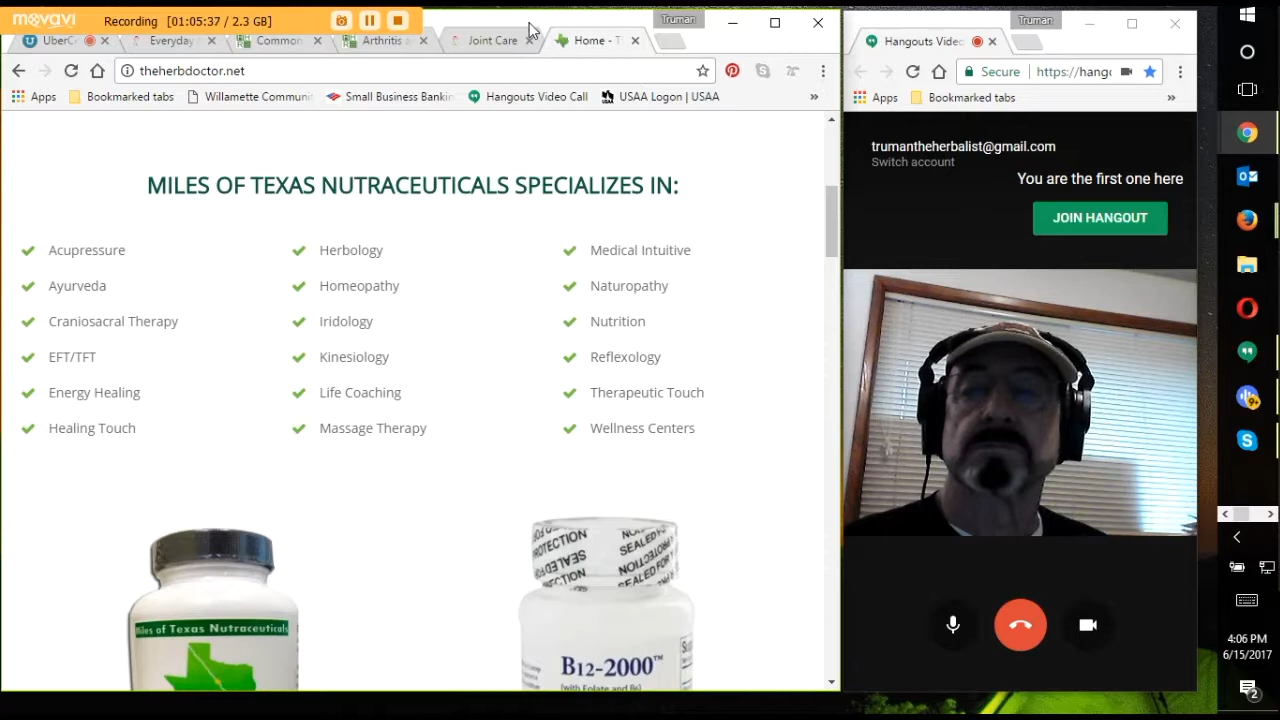 movavi
Recording [01:05:37 / 2.3 GB]
Truman
UberC
Everyday
Common
Arthritis a
Joint Care
Home - T
theherbdoctor.net
Apps
Bookmarked tabs
Willamette Communi
Small Business Bankin
Hangouts Video Call
USAA Logon | USAA
»
MILES OF TEXAS NUTRACEUTICALS SPECIALIZES IN:
Acupressure
Herbology
Medical Intuitive
Ayurveda
Homeopathy
Naturopathy
Craniosacral Therapy
Iridology
Nutrition
EFT/TFT
Kinesiology
Reflexology
Energy Healing
Life Coaching
Therapeutic Touch
Healing Touch
Massage Therapy
Wellness Centers
Miles of Texas Nutraceuticals
PROTECTION
SEALED FOR
B12-2000™
(with Folate and B6)
Truman
Hangouts Video
Secure
https://hango
Apps
Bookmarked tabs
»
trumantheherbalist@gmail.com
Switch account
You are the first one here
JOIN HANGOUT
9+
4:06 PM
6/15/2017
2